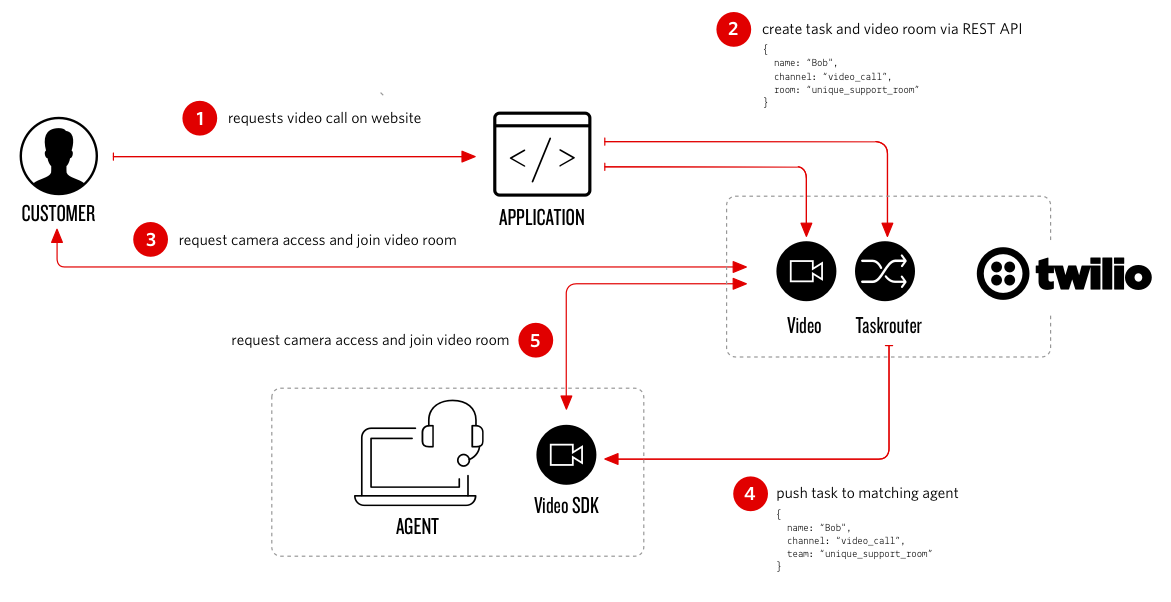 2 create task and video room via REST API
{
name: "Bob",
channel: "video_call",
room: "unique_support_room"
}
1 requests video call on website
</>
CUSTOMER
APPLICATION
3 request camera access and join video room
twilio
Video
Taskrouter
request camera access and join video room 5
Video SDK
AGENT
4 push task to matching agent
{
name: "Bob",
channel: "video_call",
team: "unique_support_room"
}